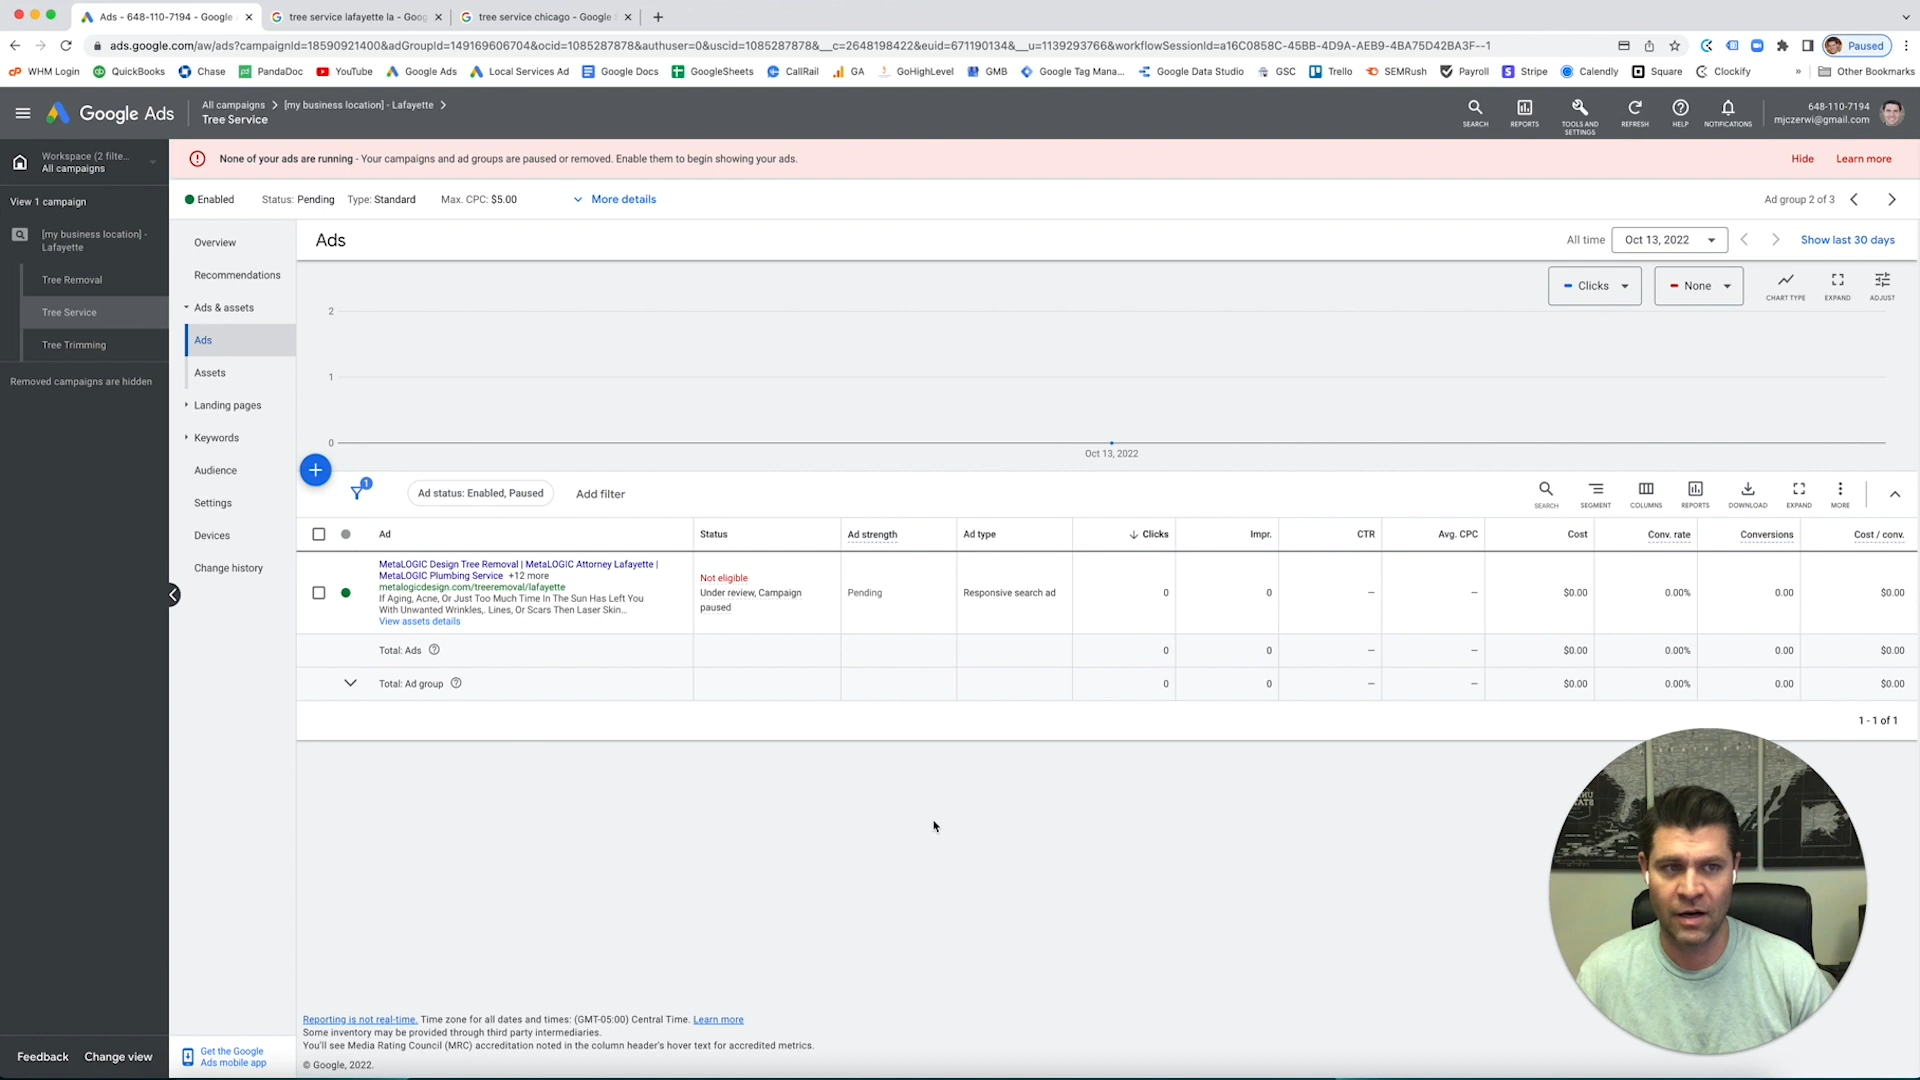 Ads - 648-110-7194 - Google
tree service lafayette la - Goog
tree service chicago - Google
ads.google.com/aw/ads?campaignId=18590921400&adGroupId=149169606704&ocid=1085287878&authuser=0&uscid=1085287878&__c=2648198422&euid=671190134&__u=1139293766&workflowSessionId=a16C0858C-45BB-4D9A-AEB9-4BA75D42BA3F--1
Paused
WHM Login QuickBooks Chase PandaDoc YouTube Google Ads Local Services Ad Google Docs GoogleSheets CallRail GA GoHighLevel GMB Google Tag Mana... Google Data Studio GSC Trello SEMRush Payroll Stripe Calendly Square Clockify » Other Bookmarks
Google Ads
All campaigns > [my business location] - Lafayette >
Tree Service
SEARCH REPORTS TOOLS AND SETTINGS REFRESH HELP NOTIFICATIONS
648-110-7194
mjczerwi@gmail.com
Workspace (2 filte...
All campaigns
None of your ads are running - Your campaigns and ad groups are paused or removed. Enable them to begin showing your ads.
Hide Learn more
View 1 campaign
[my business location] -
Lafayette
Tree Removal
Tree Service
Tree Trimming
Removed campaigns are hidden
Enabled Status: Pending Type: Standard Max. CPC: $5.00 More details
Ad group 2 of 3
Overview
Recommendations
Ads & assets
Ads
Assets
Landing pages
Keywords
Audience
Settings
Devices
Change history
Ads
All time Oct 13, 2022 Show last 30 days
Clicks None CHART TYPE EXPAND ADJUST
2
1
0
Oct 13, 2022
1
Ad status: Enabled, Paused Add filter
SEARCH SEGMENT COLUMNS REPORTS DOWNLOAD EXPAND MORE
Ad Status Ad strength Ad type Clicks Impr. CTR Avg. CPC Cost Conv. rate Conversions Cost / conv.
MetaLOGIC Design Tree Removal | MetaLOGIC Attorney Lafayette |
MetaLOGIC Plumbing Service +12 more
metalogicdesign.com/treeremoval/lafayette
If Aging, Acne, Or Just Too Much Time In The Sun Has Left You
With Unwanted Wrinkles,. Lines, Or Scars Then Laser Skin...
View assets details
Not eligible
Under review, Campaign
paused
Pending Responsive search ad 0 0 – – $0.00 0.00% 0.00 $0.00
Total: Ads 0 0 – – $0.00 0.00% 0.00 $0.00
Total: Ad group 0 0 – – $0.00 0.00% 0.00 $0.00
1 - 1 of 1
Reporting is not real-time. Time zone for all dates and times: (GMT-05:00) Central Time. Learn more
Some inventory may be provided through third party intermediaries.
You'll see Media Rating Council (MRC) accreditation noted in the column header's hover text for accredited metrics.
© Google, 2022.
Feedback Change view
Get the Google
Ads mobile app